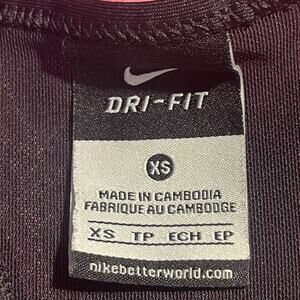 DRI-FIT
XS
MADE IN CAMBODIA
FABRIQUE AU CAMBODGE
XS TP ECH EP
nikebetterworld.com